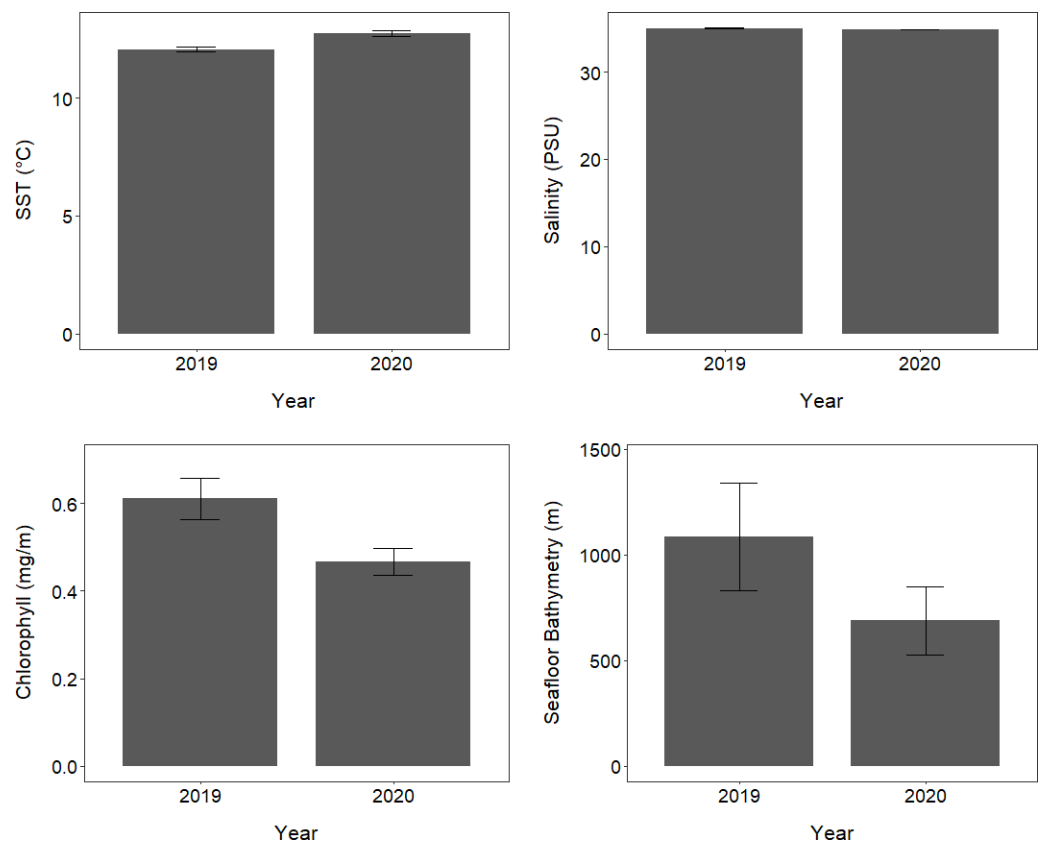 SST (°C)
10
5
0
2019 2020
Year
Salinity (PSU)
30
20
10
0
2019 2020
Year
Chlorophyll (mg/m)
0.6
0.4
0.2
0.0
2019 2020
Year
Seafloor Bathymetry (m)
1500
1000
500
0
2019 2020
Year